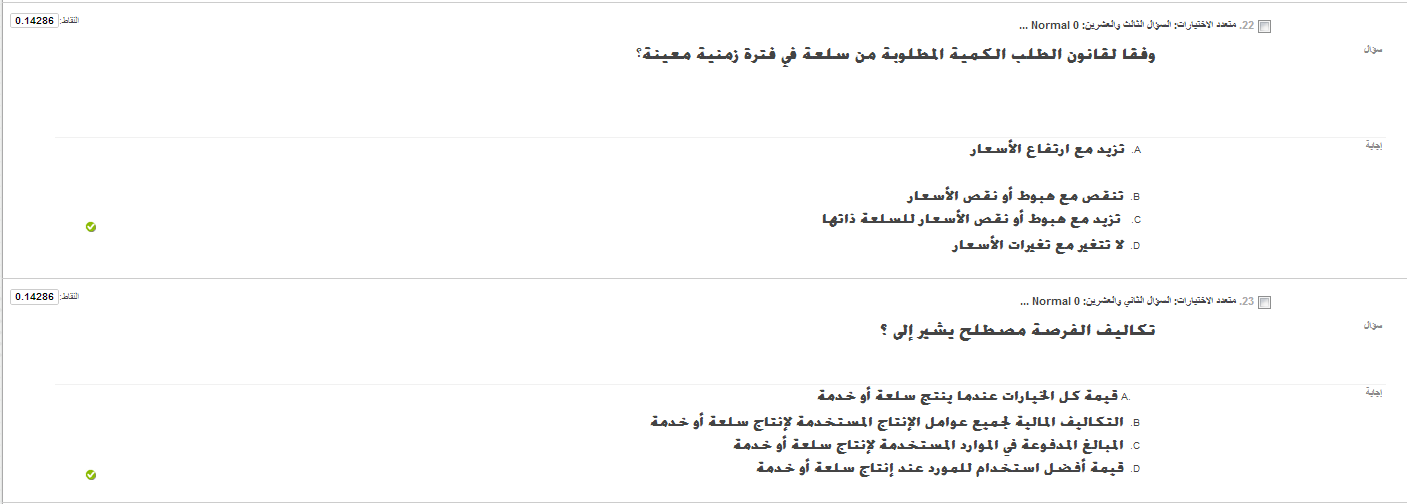 22. متعدد الاختيارات: السؤال الثالث والعشرين: Normal 0 ... النقاط: 0.14286
سؤال وفقا لقانون الطلب الكمية المطلوبة من سلعة في فترة زمنية معينة؟
إجابة A. تزيد مع ارتفاع الأسعار
B. تنقص مع هبوط أو نقص الأسعار
C. تزيد مع هبوط أو نقص الأسعار للسلعة ذاتها
D. لا تتغير مع تغيرات الأسعار
23. متعدد الاختيارات: السؤال الثاني والعشرين: Normal 0 ... النقاط: 0.14286
سؤال تكاليف الفرصة مصطلح يشير إلى ؟
إجابة A. قيمة كل الخيارات عندما ينتج سلعة أو خدمة
B. التكاليف المالية لجميع عوامل الإنتاج المستخدمة لإنتاج سلعة أو خدمة
C. المبالغ المدفوعة في الموارد المستخدمة لإنتاج سلعة أو خدمة
D. قيمة أفضل استخدام للمورد عند إنتاج سلعة أو خدمة